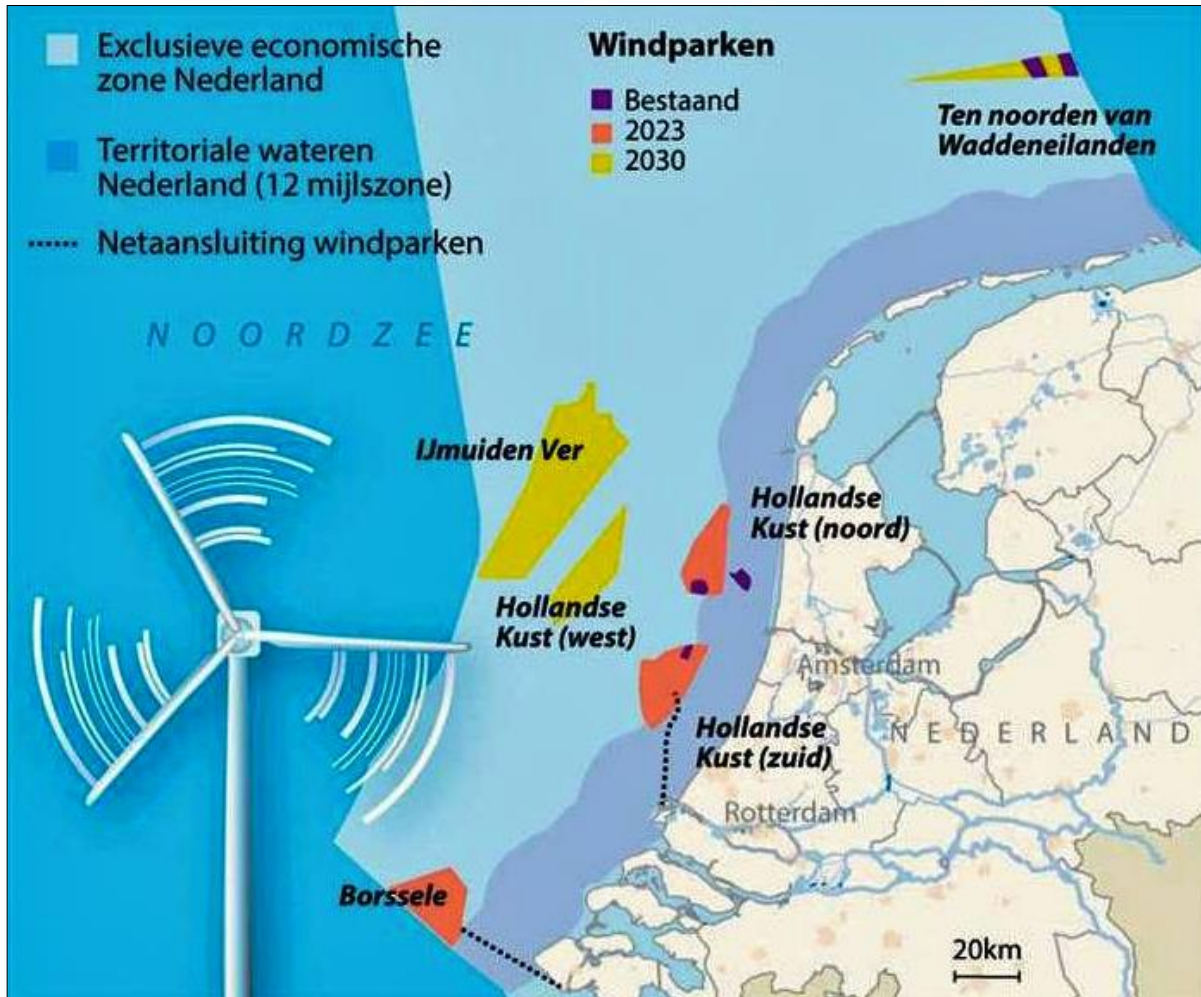 Exclusieve economische
zone Nederland
Territoriale wateren
Nederland (12 mijlszone)
Netaansluiting windparken
Windparken
Bestaand
2023
2030
Ten noorden van
Waddeneilanden
NOORDZEE
IJmuiden Ver
Hollandse
Kust (noord)
Hollandse
Kust (west)
Amsterdam
Hollandse
Kust (zuid)
NEDERLAND
Rotterdam
Borssele
20km